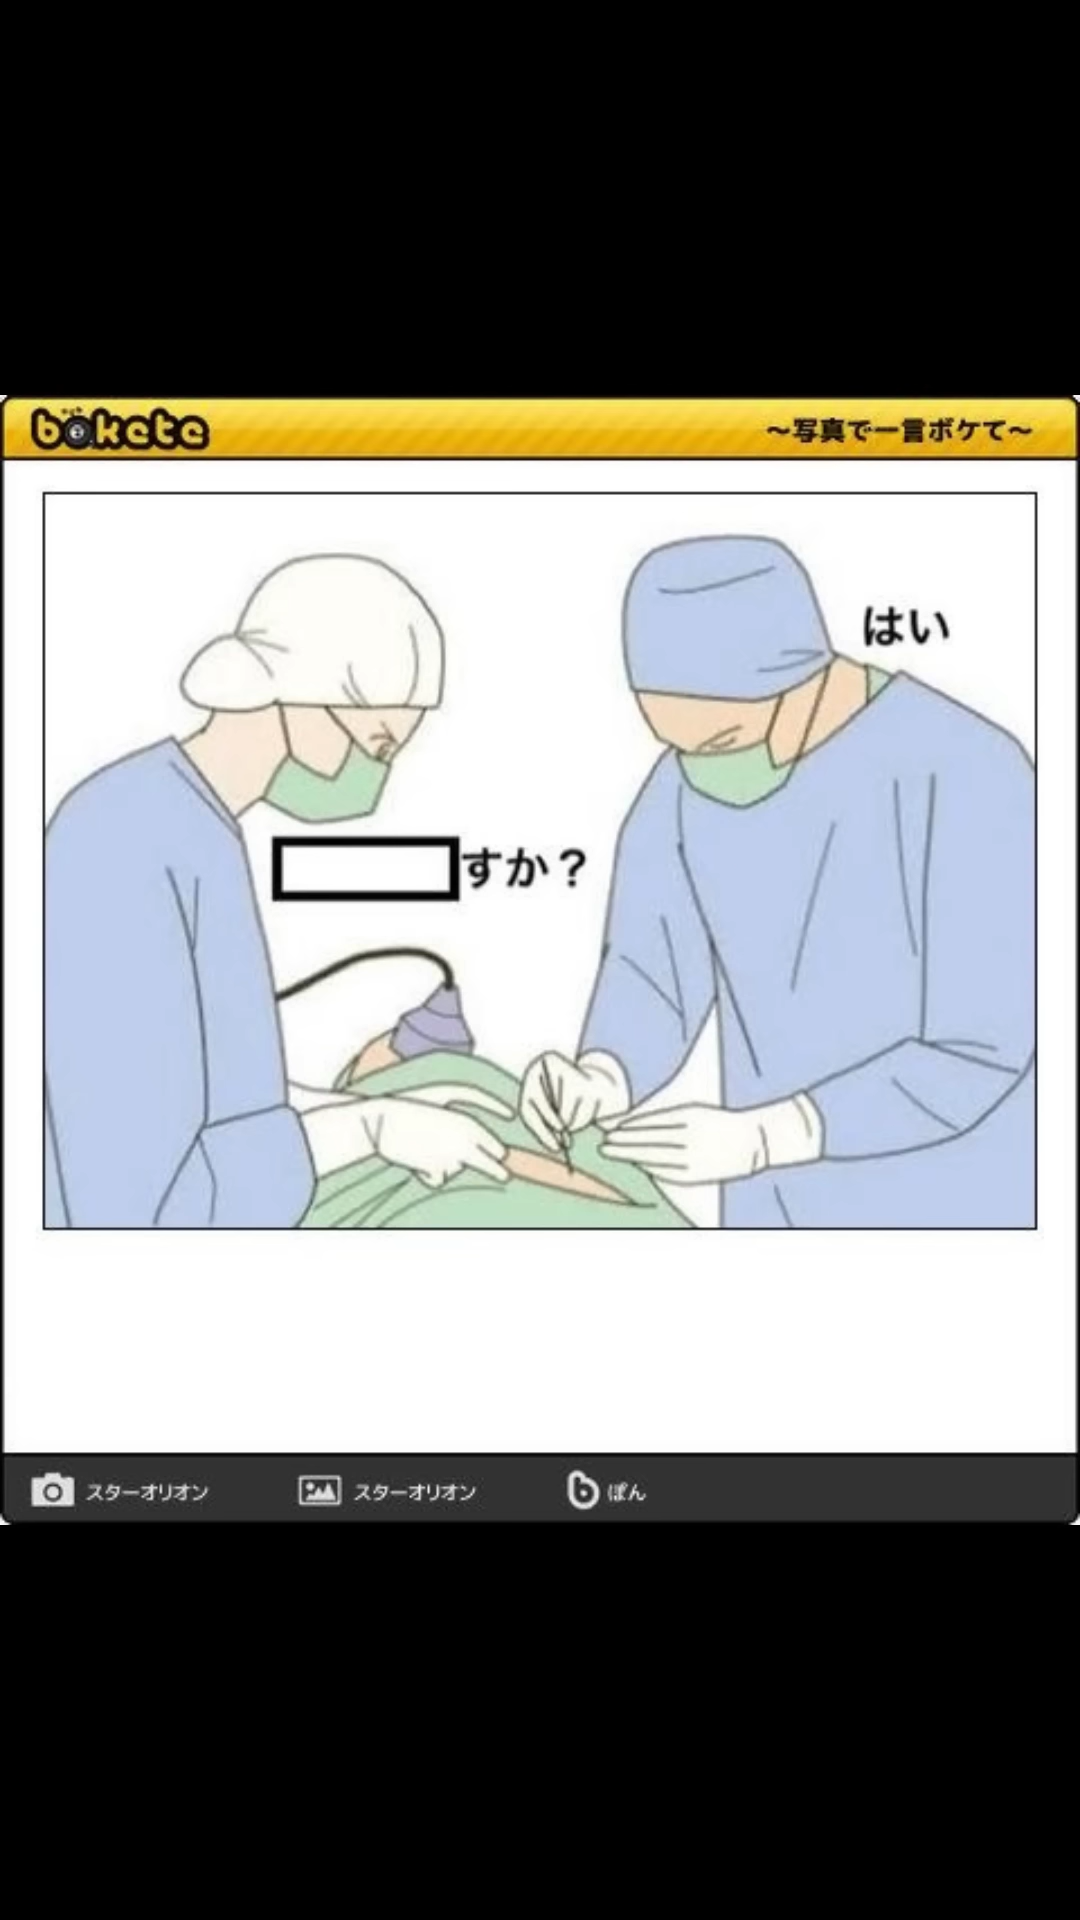 bokete
～写真で一言ボケて～
はい
すか？
スターオリオン
スターオリオン
ぽん